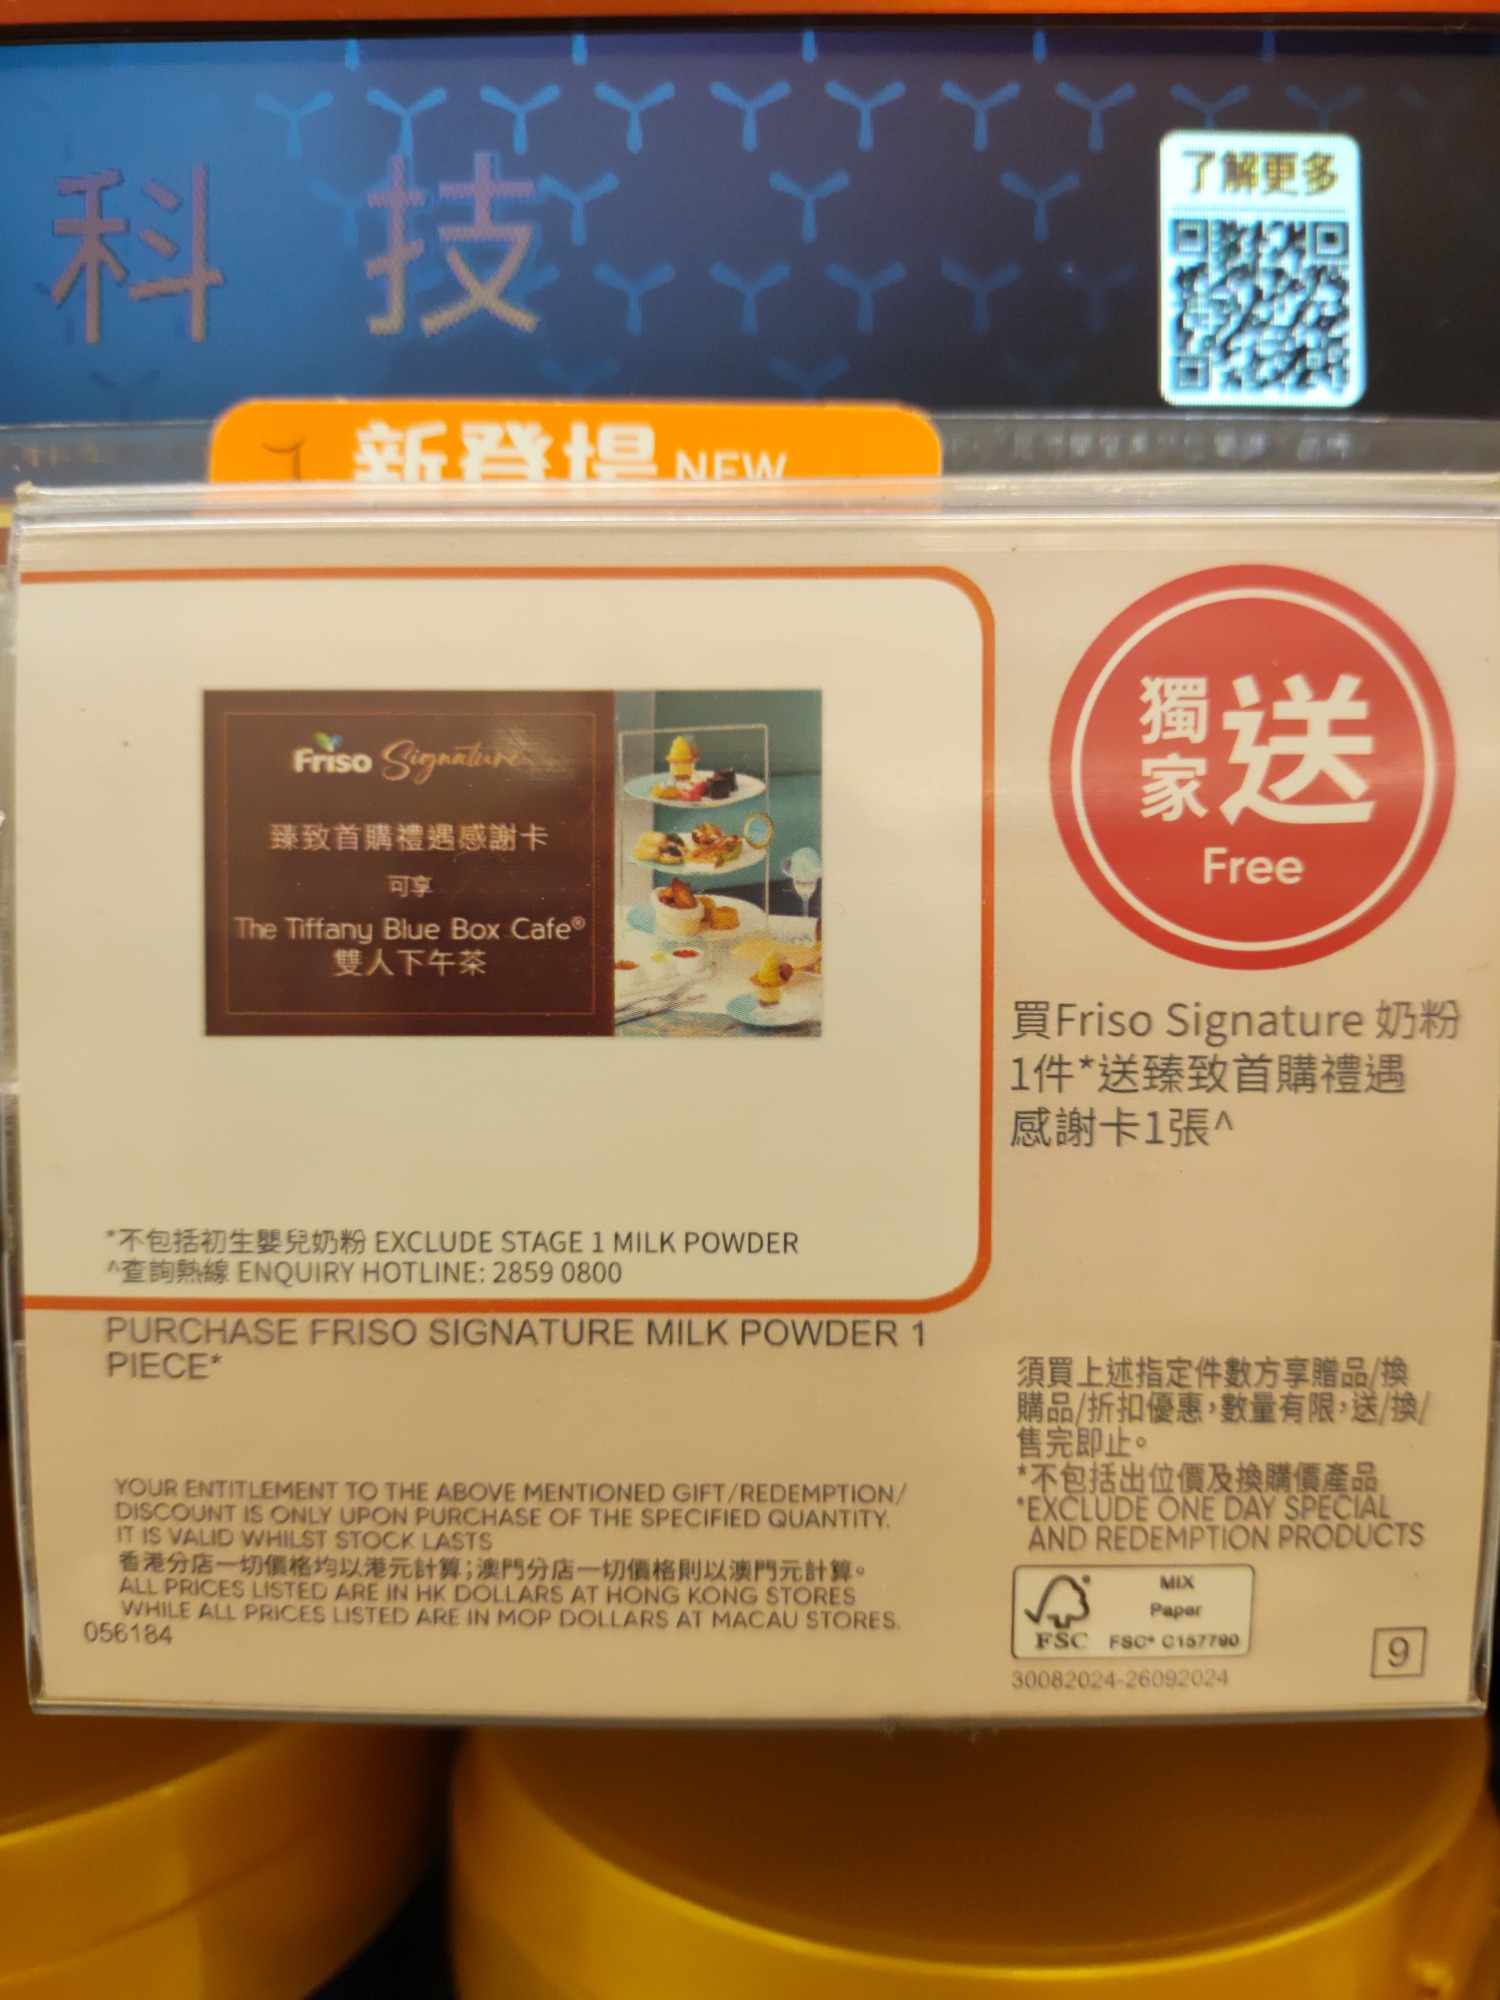 科技
了解更多
新登場 NEW
Friso Signature
臻致首購禮遇感謝卡
可享
The Tiffany Blue Box Cafe®
雙人下午茶
*不包括初生嬰兒奶粉 EXCLUDE STAGE 1 MILK POWDER
^查詢熱線 ENQUIRY HOTLINE: 2859 0800
獨家送
Free
買Friso Signature 奶粉
1件*送臻致首購禮遇
感謝卡1張^
PURCHASE FRISO SIGNATURE MILK POWDER 1
PIECE*
YOUR ENTITLEMENT TO THE ABOVE MENTIONED GIFT/REDEMPTION/
DISCOUNT IS ONLY UPON PURCHASE OF THE SPECIFIED QUANTITY.
IT IS VALID WHILST STOCK LASTS
香港分店一切價格均以港元計算;澳門分店一切價格則以澳門元計算。
ALL PRICES LISTED ARE IN HK DOLLARS AT HONG KONG STORES
WHILE ALL PRICES LISTED ARE IN MOP DOLLARS AT MACAU STORES.
056184
須買上述指定件數方享贈品/換
購品/折扣優惠,數量有限,送/換/
售完即止。
*不包括出位價及換購價產品
*EXCLUDE ONE DAY SPECIAL
AND REDEMPTION PRODUCTS
FSC
MIX
Paper
FSC® C157790
30082024-26092024
9